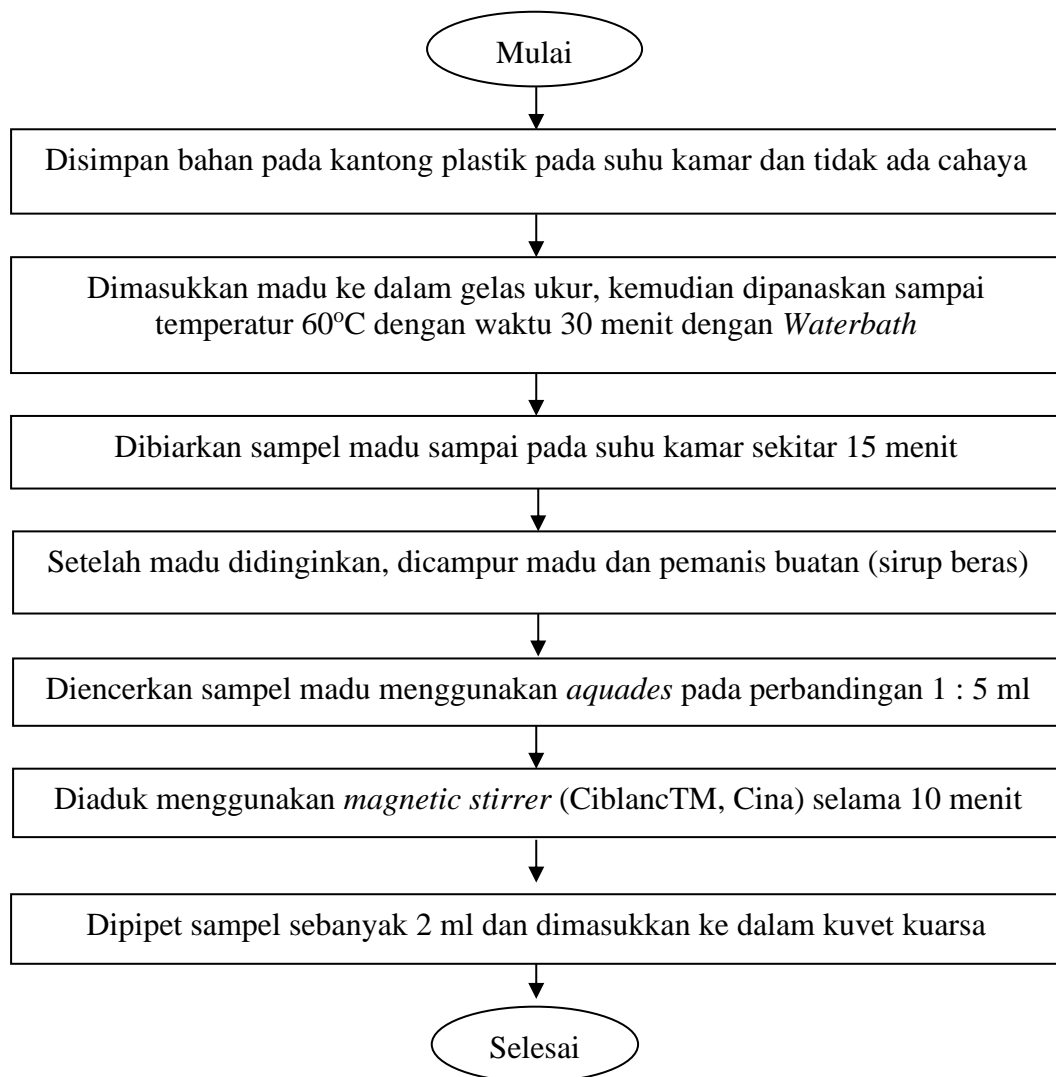 Mulai
Disimpan bahan pada kantong plastik pada suhu kamar dan tidak ada cahaya
Dimasukkan madu ke dalam gelas ukur, kemudian dipanaskan sampai
temperatur 60°C dengan waktu 30 menit dengan Waterbath
Dibiarkan sampel madu sampai pada suhu kamar sekitar 15 menit
Setelah madu didinginkan, dicampur madu dan pemanis buatan (sirup beras)
Diencerkan sampel madu menggunakan aquades pada perbandingan 1 : 5 ml
Diaduk menggunakan magnetic stirrer (CiblancTM, Cina) selama 10 menit
Dipipet sampel sebanyak 2 ml dan dimasukkan ke dalam kuvet kuarsa
Selesai